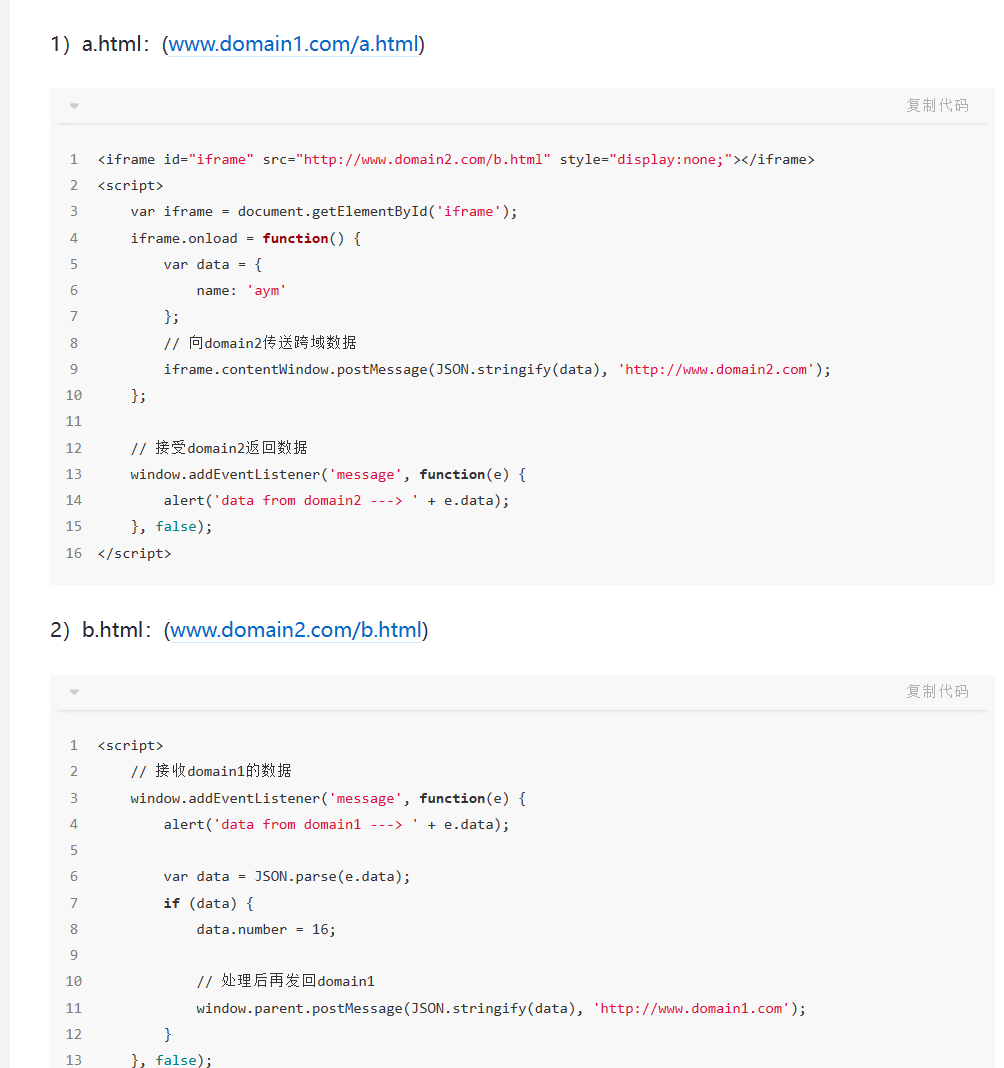 1）a.html：(www.domain1.com/a.html)
复制代码
1 <iframe id="iframe" src="http://www.domain2.com/b.html" style="display:none;"></iframe>
2 <script>
3     var iframe = document.getElementById('iframe');
4     iframe.onload = function() {
5         var data = {
6             name: 'aym'
7         };
8         // 向domain2传送跨域数据
9         iframe.contentWindow.postMessage(JSON.stringify(data), 'http://www.domain2.com');
10     };
11
12     // 接受domain2返回数据
13     window.addEventListener('message', function(e) {
14         alert('data from domain2 ---> ' + e.data);
15     }, false);
16 </script>
2）b.html：(www.domain2.com/b.html)
复制代码
1 <script>
2     // 接收domain1的数据
3     window.addEventListener('message', function(e) {
4         alert('data from domain1 ---> ' + e.data);
5
6         var data = JSON.parse(e.data);
7         if (data) {
8             data.number = 16;
9
10             // 处理后再发回domain1
11             window.parent.postMessage(JSON.stringify(data), 'http://www.domain1.com');
12         }
13     }, false);